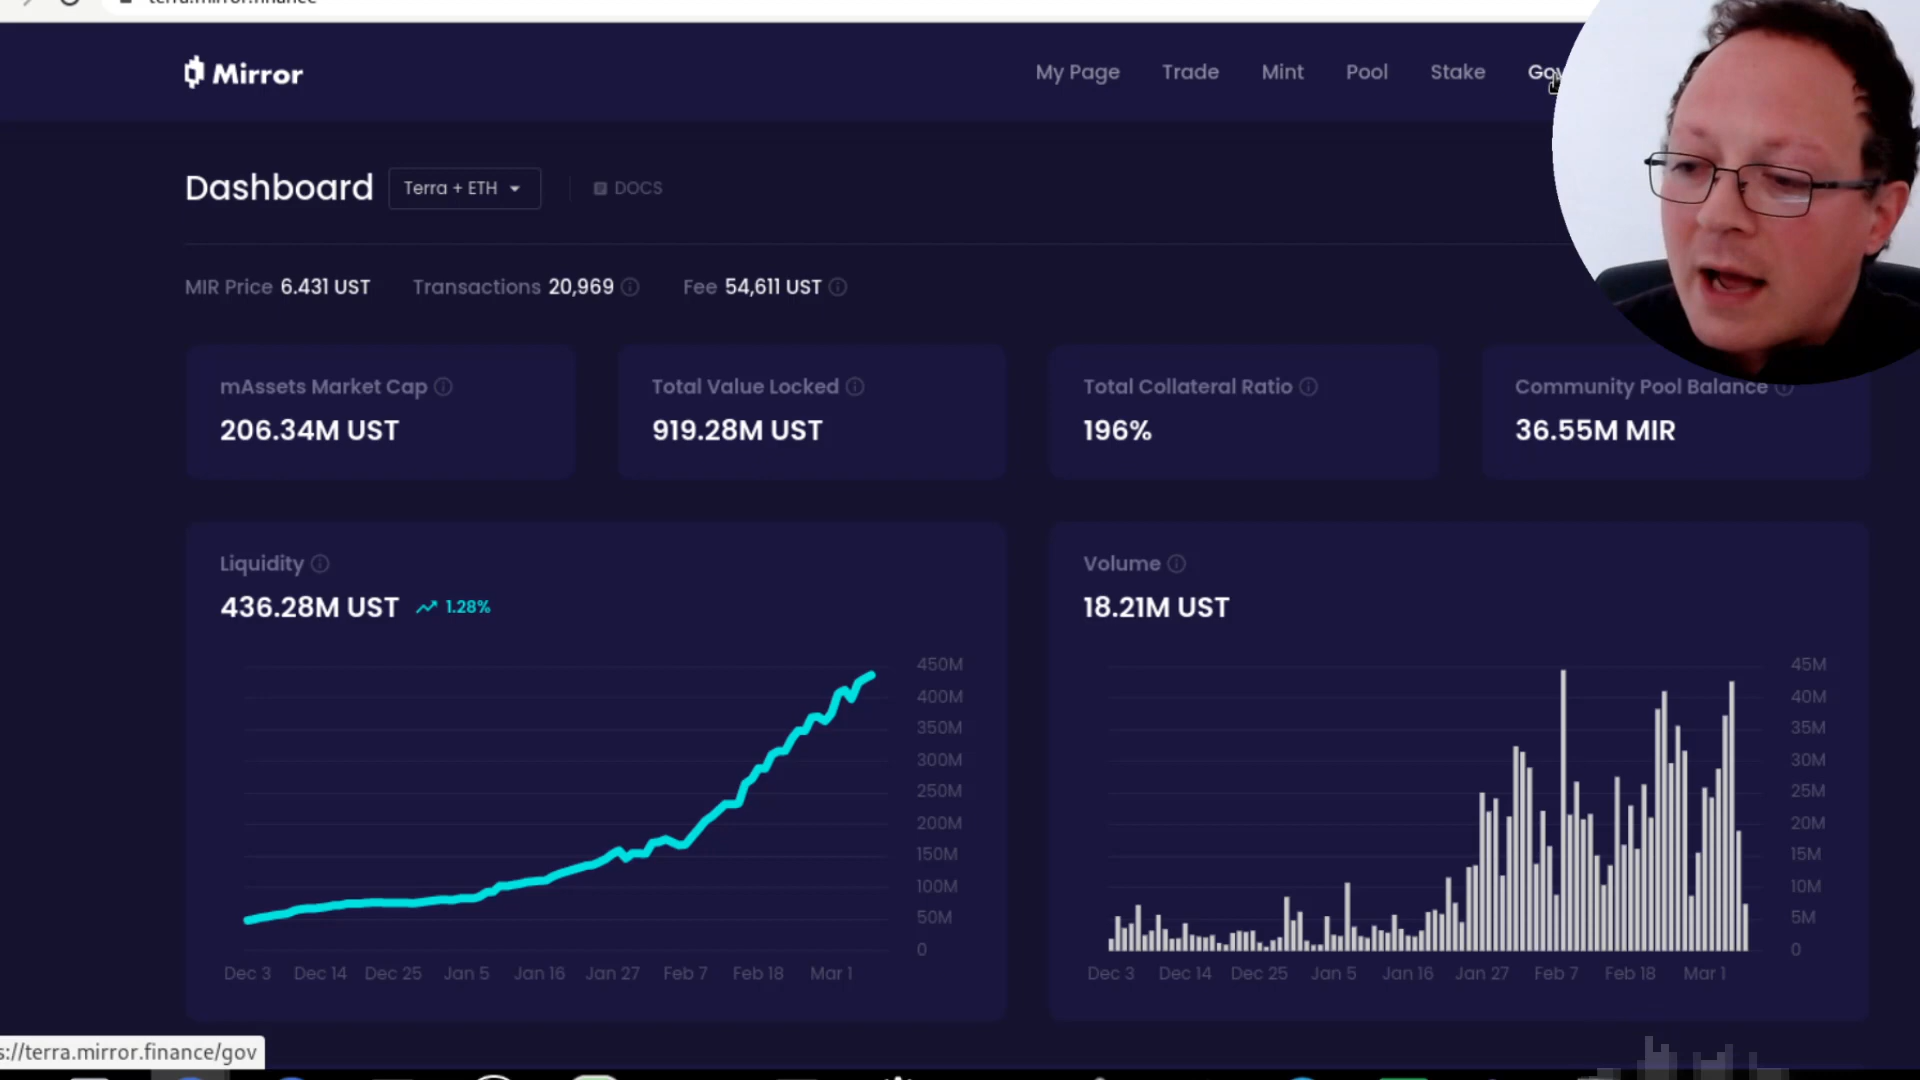 terra.mirror.finance
Mirror
My Page Trade Mint Pool Stake Gov
Dashboard Terra + ETH DOCS
MIR Price 6.431 UST Transactions 20,969 Fee 54,611 UST
mAssets Market Cap
206.34M UST
Total Value Locked
919.28M UST
Total Collateral Ratio
196%
Community Pool Balance
36.55M MIR
Liquidity
436.28M UST 1.28%
450M
400M
350M
300M
250M
200M
150M
100M
50M
0
Dec 3 Dec 14 Dec 25 Jan 5 Jan 16 Jan 27 Feb 7 Feb 18 Mar 1
Volume
18.21M UST
45M
40M
35M
30M
25M
20M
15M
10M
5M
0
Dec 3 Dec 14 Dec 25 Jan 5 Jan 16 Jan 27 Feb 7 Feb 18 Mar 1
s://terra.mirror.finance/gov